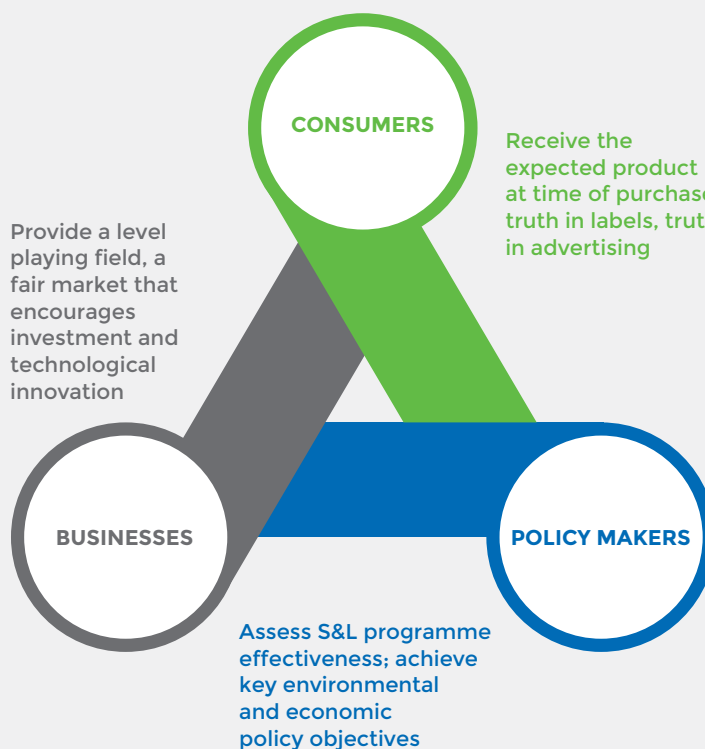 CONSUMERS
Receive the
expected product
at time of purchase
truth in labels, trut
in advertising
Provide a level
playing field, a
fair market that
encourages
investment and
technological
innovation
BUSINESSES
POLICY MAKERS
Assess S&L programme
effectiveness; achieve
key environmental
and economic
policy objectives